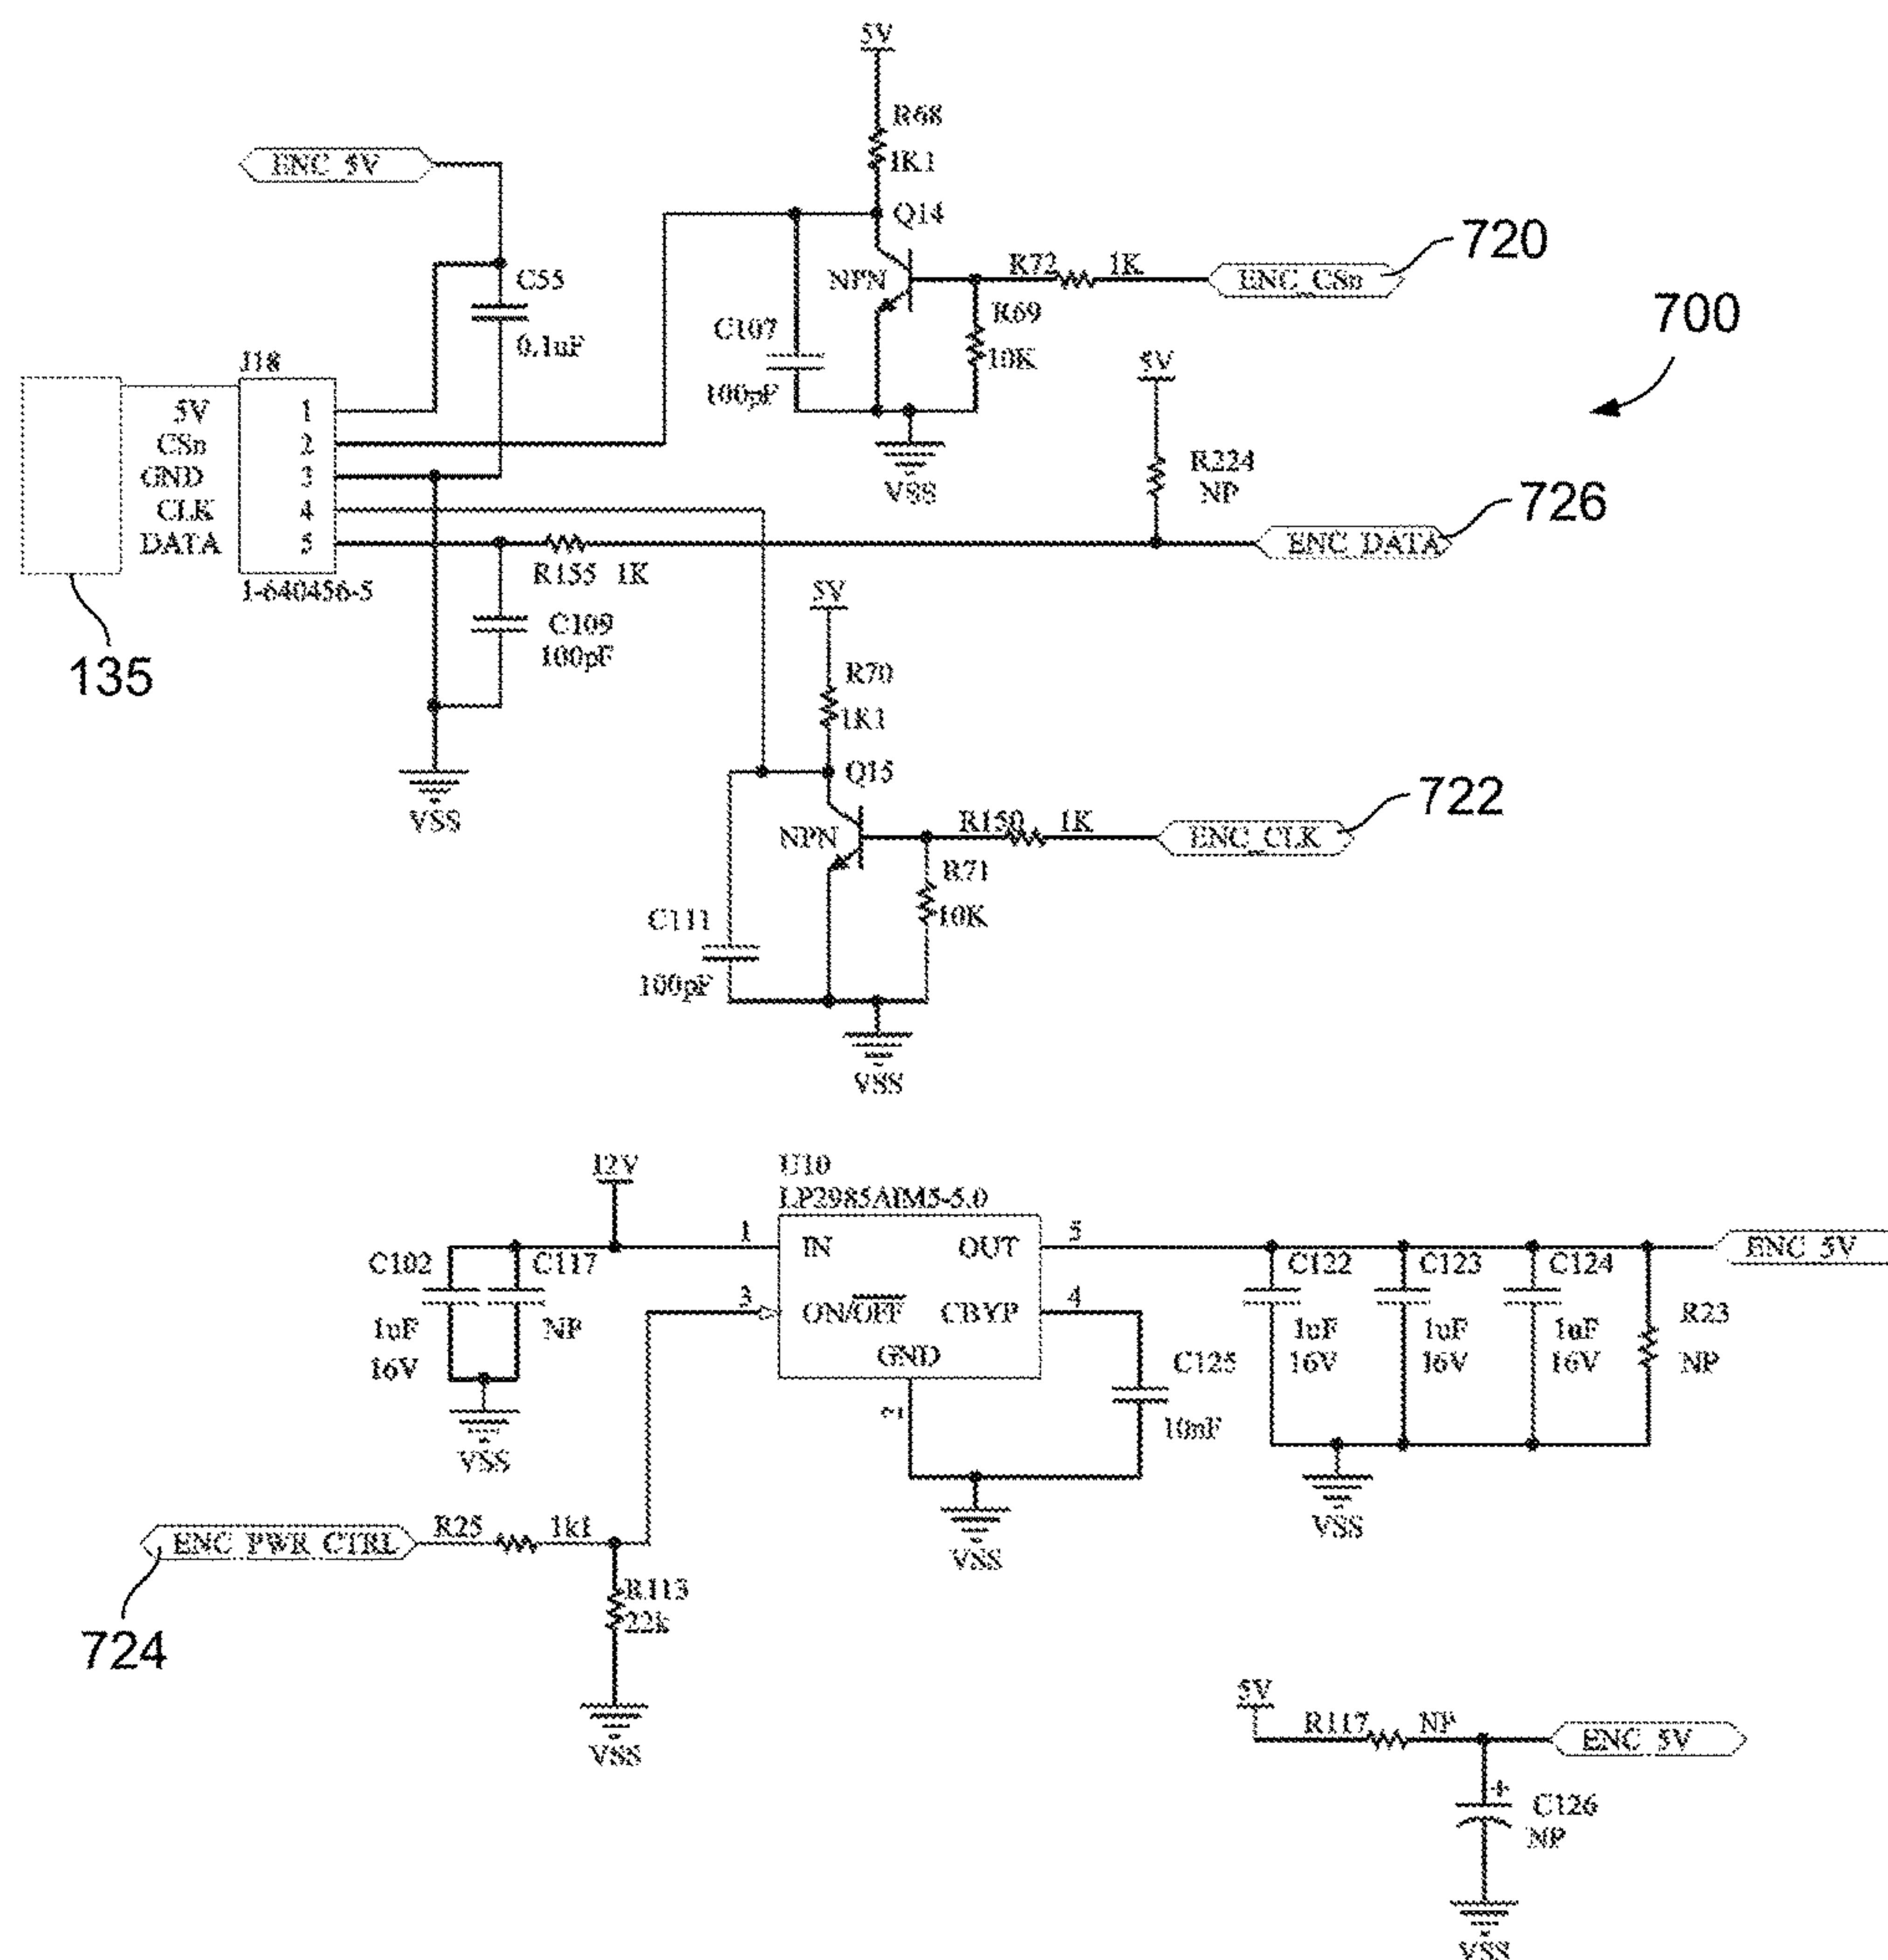 5V
R68
1K1
ENC_5V
Q14
720
C55
NPN
R72 1K
ENC_CSn
700
0.1uF
C107
R69
10K
100pF
5V
J18
5V 1
CSn 2
GND 3
CLK 4
DATA 5
VSS
R224
NP
726
ENC_DATA
1-640456-5
R155 1K
5V
C109
100pF
135
R70
1K1
Q15
722
VSS
NPN
R150 1K
ENC_CLK
R71
10K
C111
100pF
VSS
12V
U10
LP2985AIM5-5.0
1 IN OUT 5
ENC_5V
C102 C117
C122 C123 C124
3 ON/OFF CBYP 4
R23
1uF NP
1uF 1uF 1uF
16V
GND
C125
16V 16V 16V
NP
2
10mF
VSS
VSS
VSS
ENC_PWR_CTRL
R25 1k1
R113
22k
724
VSS
5V
R117 NP
ENC_5V
+
C126
NP
VSS